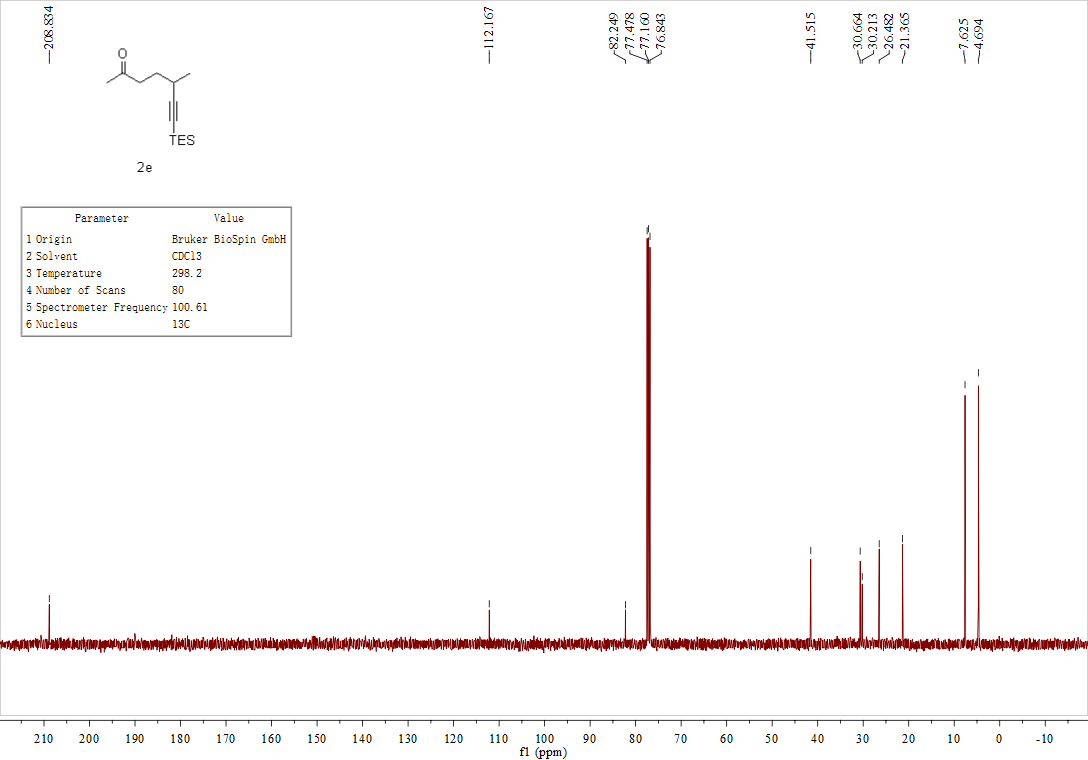 208.834
112.167
82.249
77.478
77.160
76.843
41.515
30.664
30.213
26.482
21.365
7.625
4.694
O
TES
2e
Parameter Value
1 Origin Bruker BioSpin GmbH
2 Solvent CDCl3
3 Temperature 298.2
4 Number of Scans 80
5 Spectrometer Frequency 100.61
6 Nucleus 13C
210 200 190 180 170 160 150 140 130 120 110 100 90 80 70 60 50 40 30 20 10 0 -10
f1 (ppm)